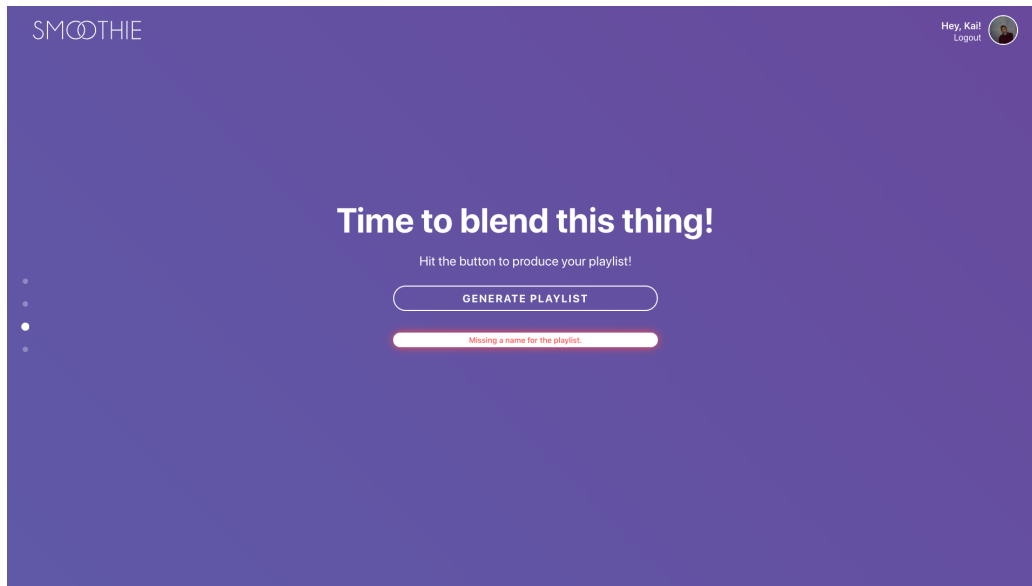 SMOOTHIE
Hey, Kai!
Logout
Time to blend this thing!
Hit the button to produce your playlist!
GENERATE PLAYLIST
Missing a name for the playlist.